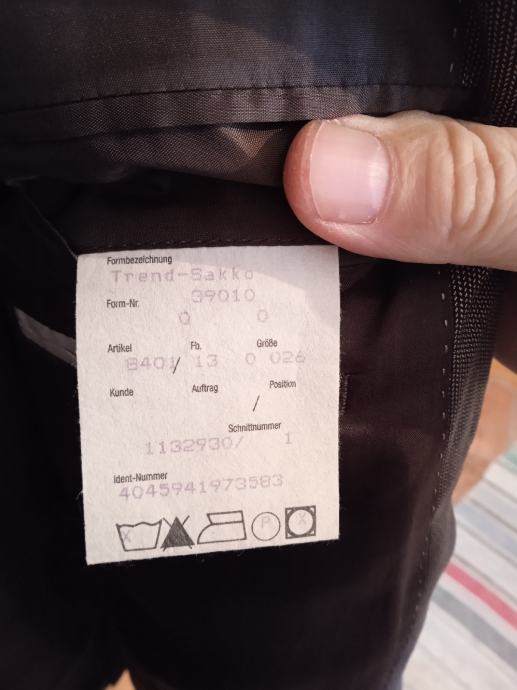 Formbezeichnung
Trend-Sakko
Form-Nr. 39010
0 0
Artikel Fb. Größe
8401/ 13 0 026
Kunde Auftrag Position
/
Schnittnummer
1132930/ 1
Ident-Nummer
4045941973583
X P X